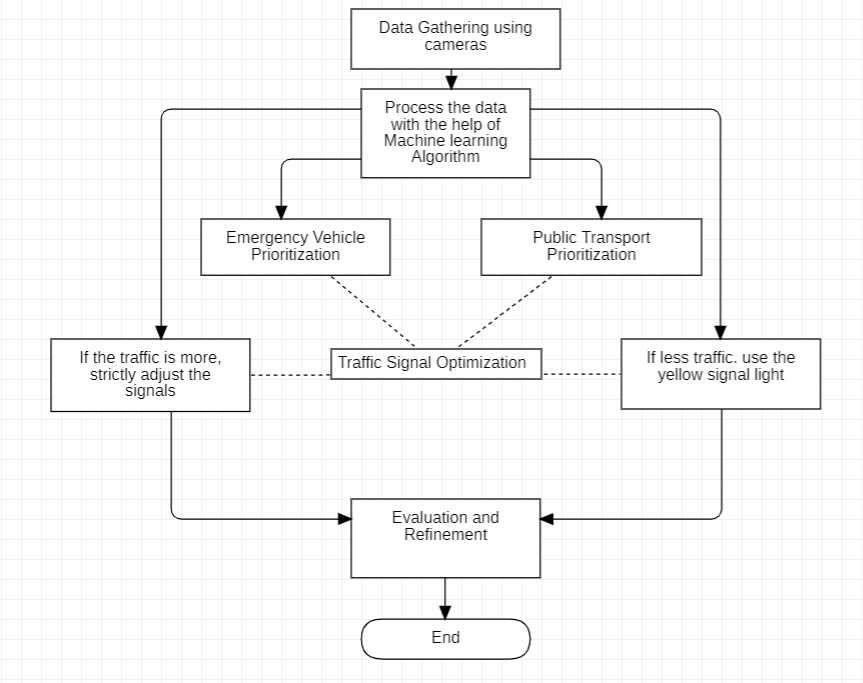 Data Gathering using
cameras
Process the data
with the help of
Machine learning
Algorithm
Emergency Vehicle
Prioritization
Public Transport
Prioritization
If the traffic is more,
strictly adjust the
signals
Traffic Signal Optimization
If less traffic. use the
yellow signal light
Evaluation and
Refinement
End